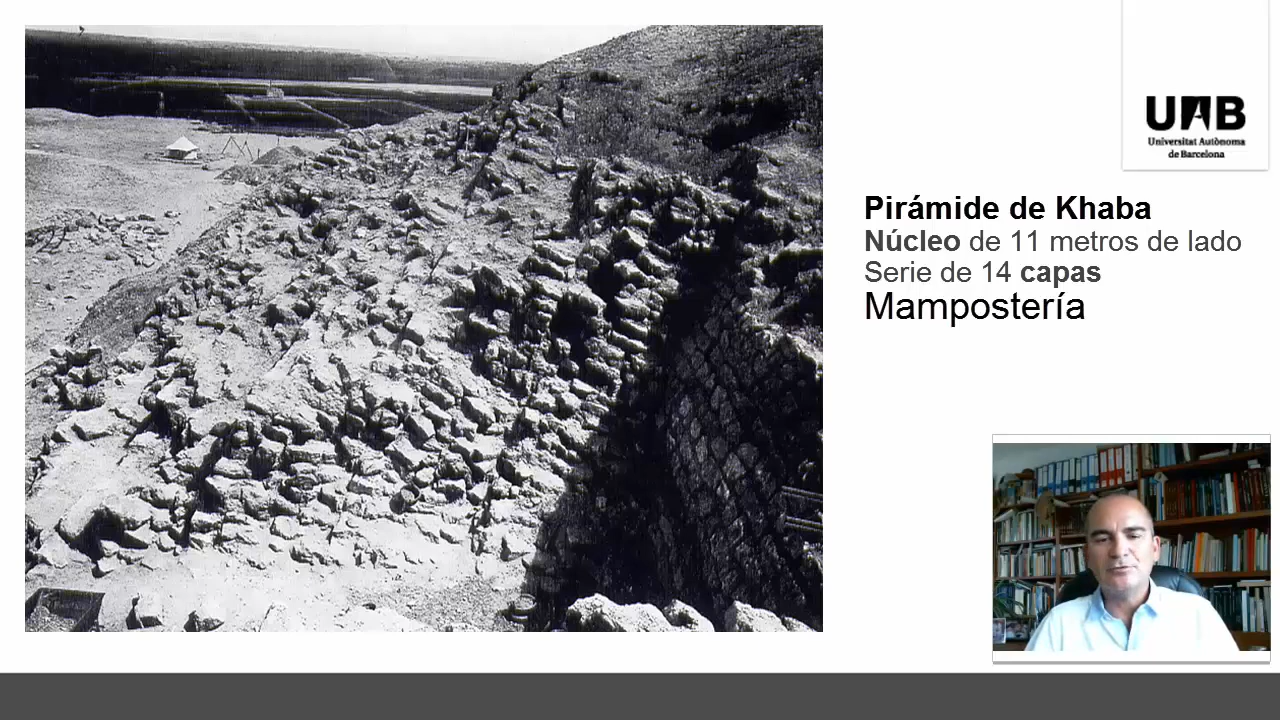 UAB
Universitat Autònoma
de Barcelona
Pirámide de Khaba
Núcleo de 11 metros de lado
Serie de 14 capas
Mampostería